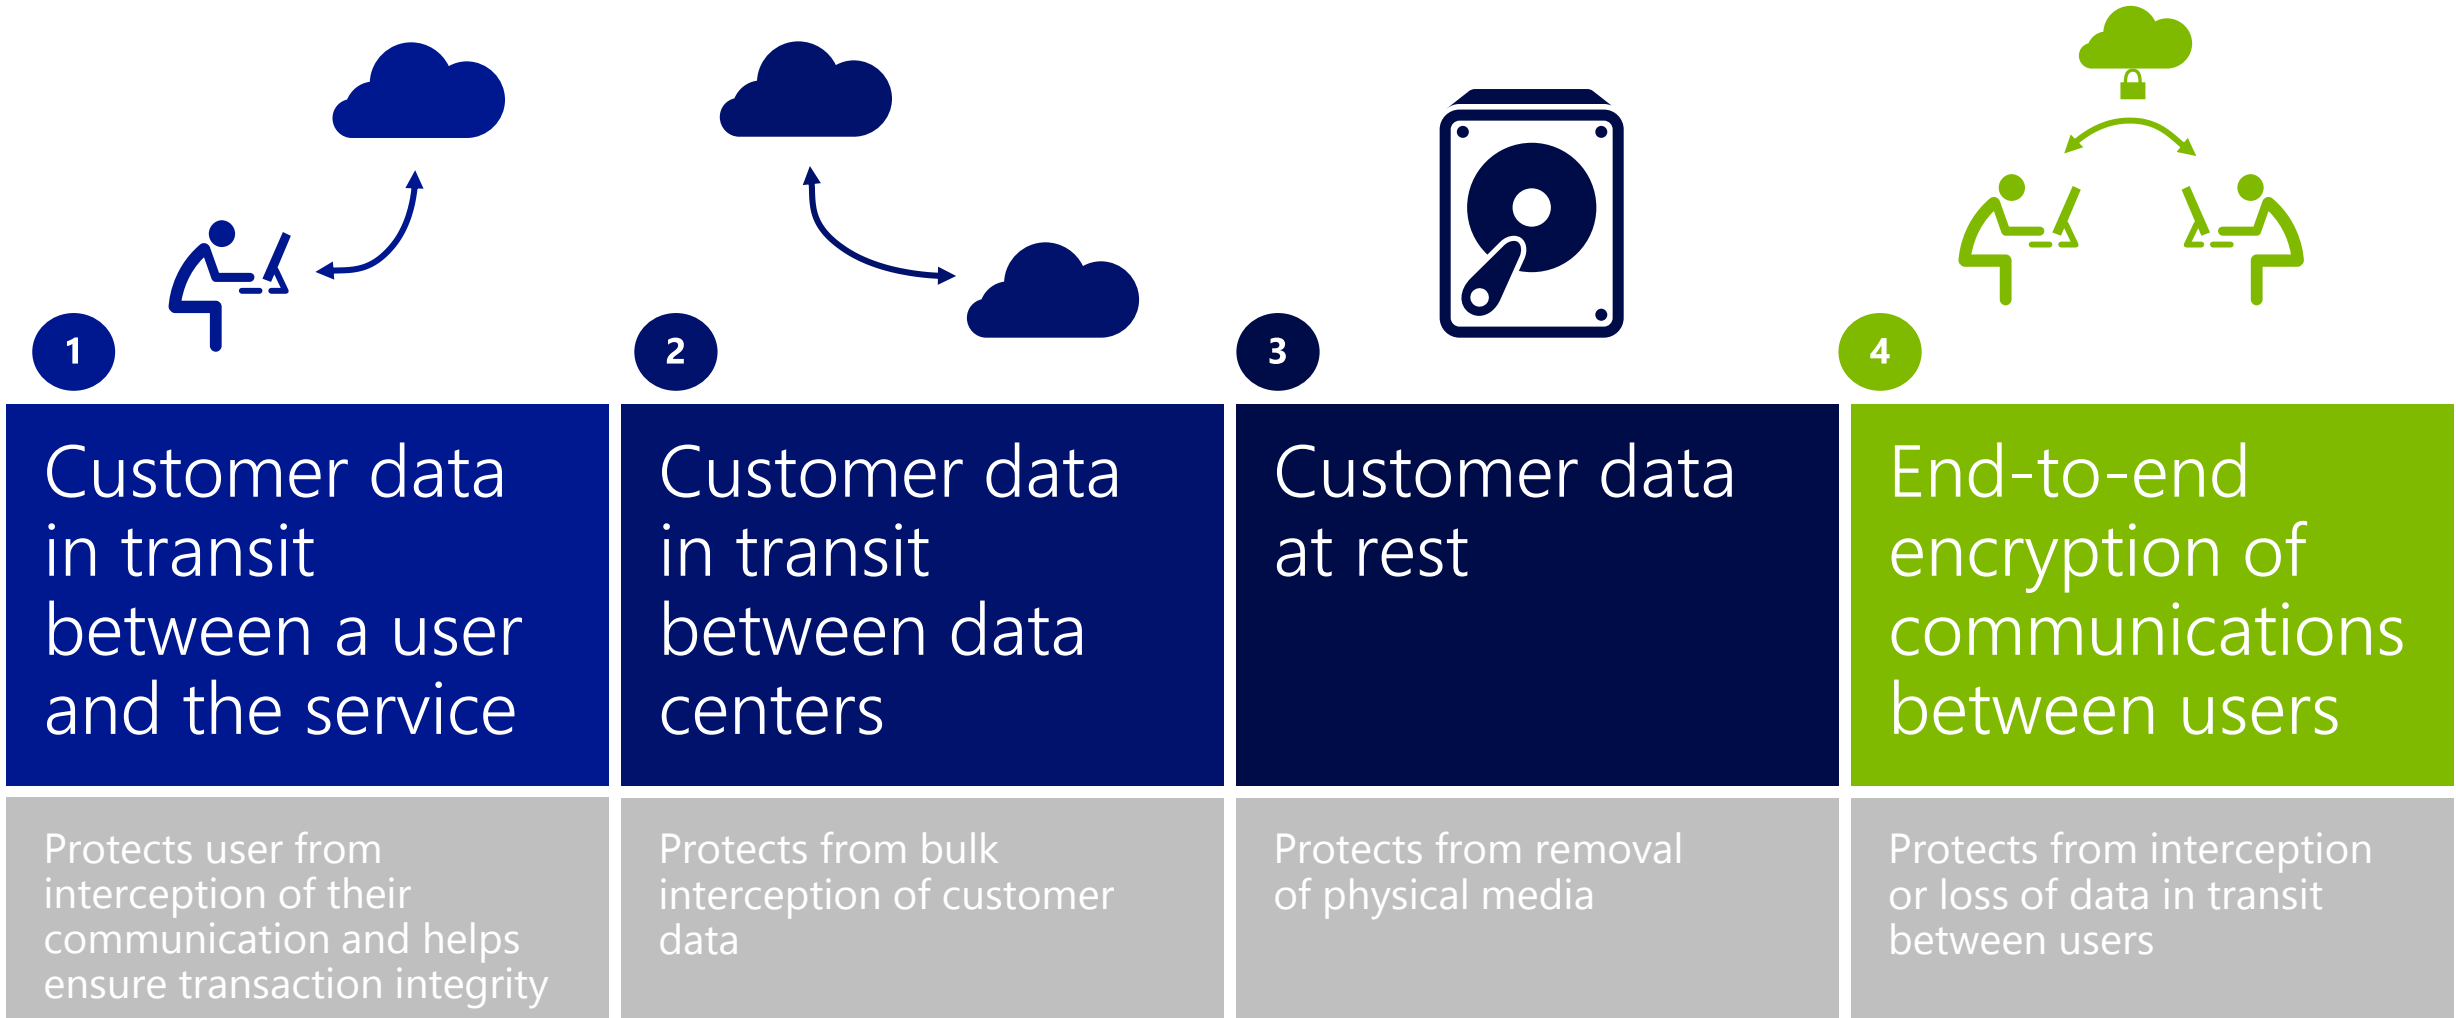 1
Customer data
in transit
between a user
and the service
Protects user from
interception of their
communication and helps
ensure transaction integrity
2
Customer data
in transit
between data
centers
Protects from bulk
interception of customer
data
3
Customer data
at rest
Protects from removal
of physical media
4
End-to-end
encryption of
communications
between users
Protects from interception
or loss of data in transit
between users